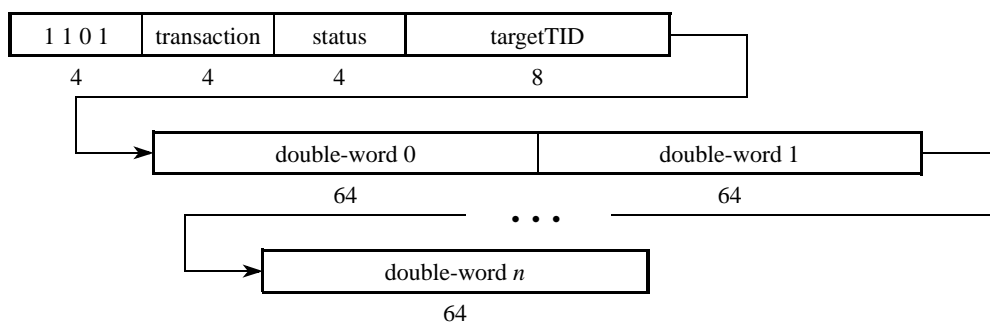 1 1 0 1 transaction status targetTID
4 4 4 8
double-word 0 double-word 1
64 64
. . .
double-word n
64